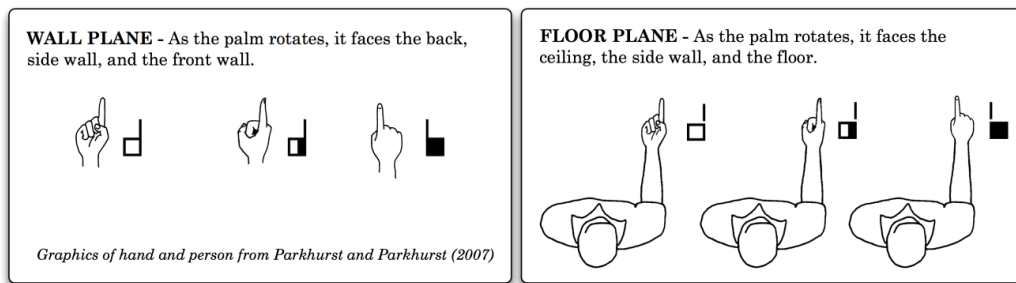 WALL PLANE - As the palm rotates, it faces the back,
side wall, and the front wall.
Graphics of hand and person from Parkhurst and Parkhurst (2007)
FLOOR PLANE - As the palm rotates, it faces the
ceiling, the side wall, and the floor.